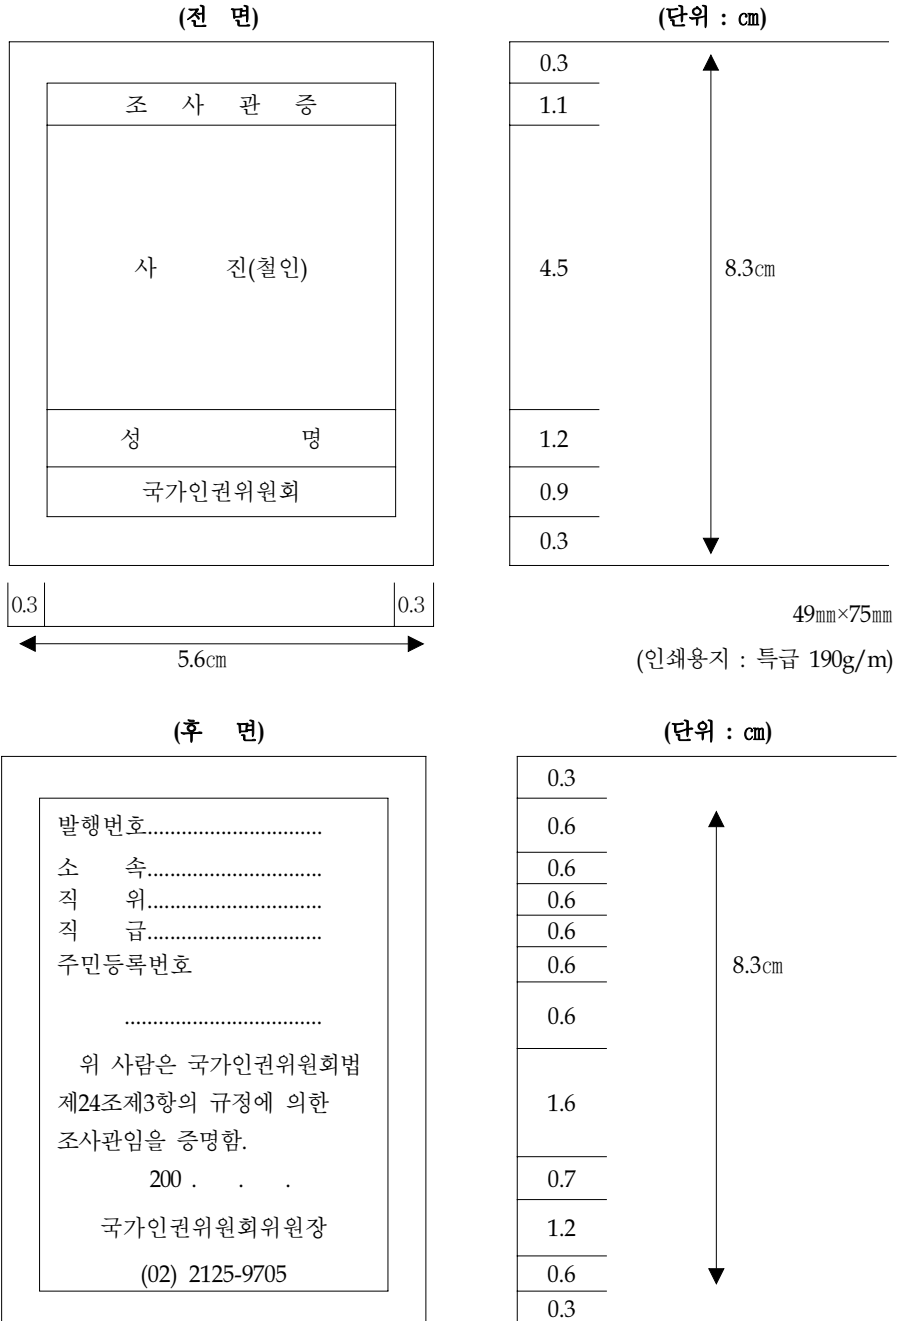 (전 면) (단위 : ㎝)
0.3
조 사 관 증 1.1
사 진(철인) 4.5 8.3㎝
성 명 1.2
국가인권위원회 0.9
0.3
0.3 0.3
49㎜×75㎜
5.6㎝ (인쇄용지 : 특급 190g/m)
(후 면) (단위 : ㎝)
0.3
발행번호............................... 0.6
소 속............................... 0.6
직 위............................... 0.6
직 급............................... 0.6
주민등록번호 0.6 8.3㎝
................................... 0.6
위 사람은 국가인권위원회법
제24조제3항의 규정에 의한 1.6
조사관임을 증명함.
200 . . . 0.7
국가인권위원회위원장 1.2
(02) 2125-9705 0.6
0.3